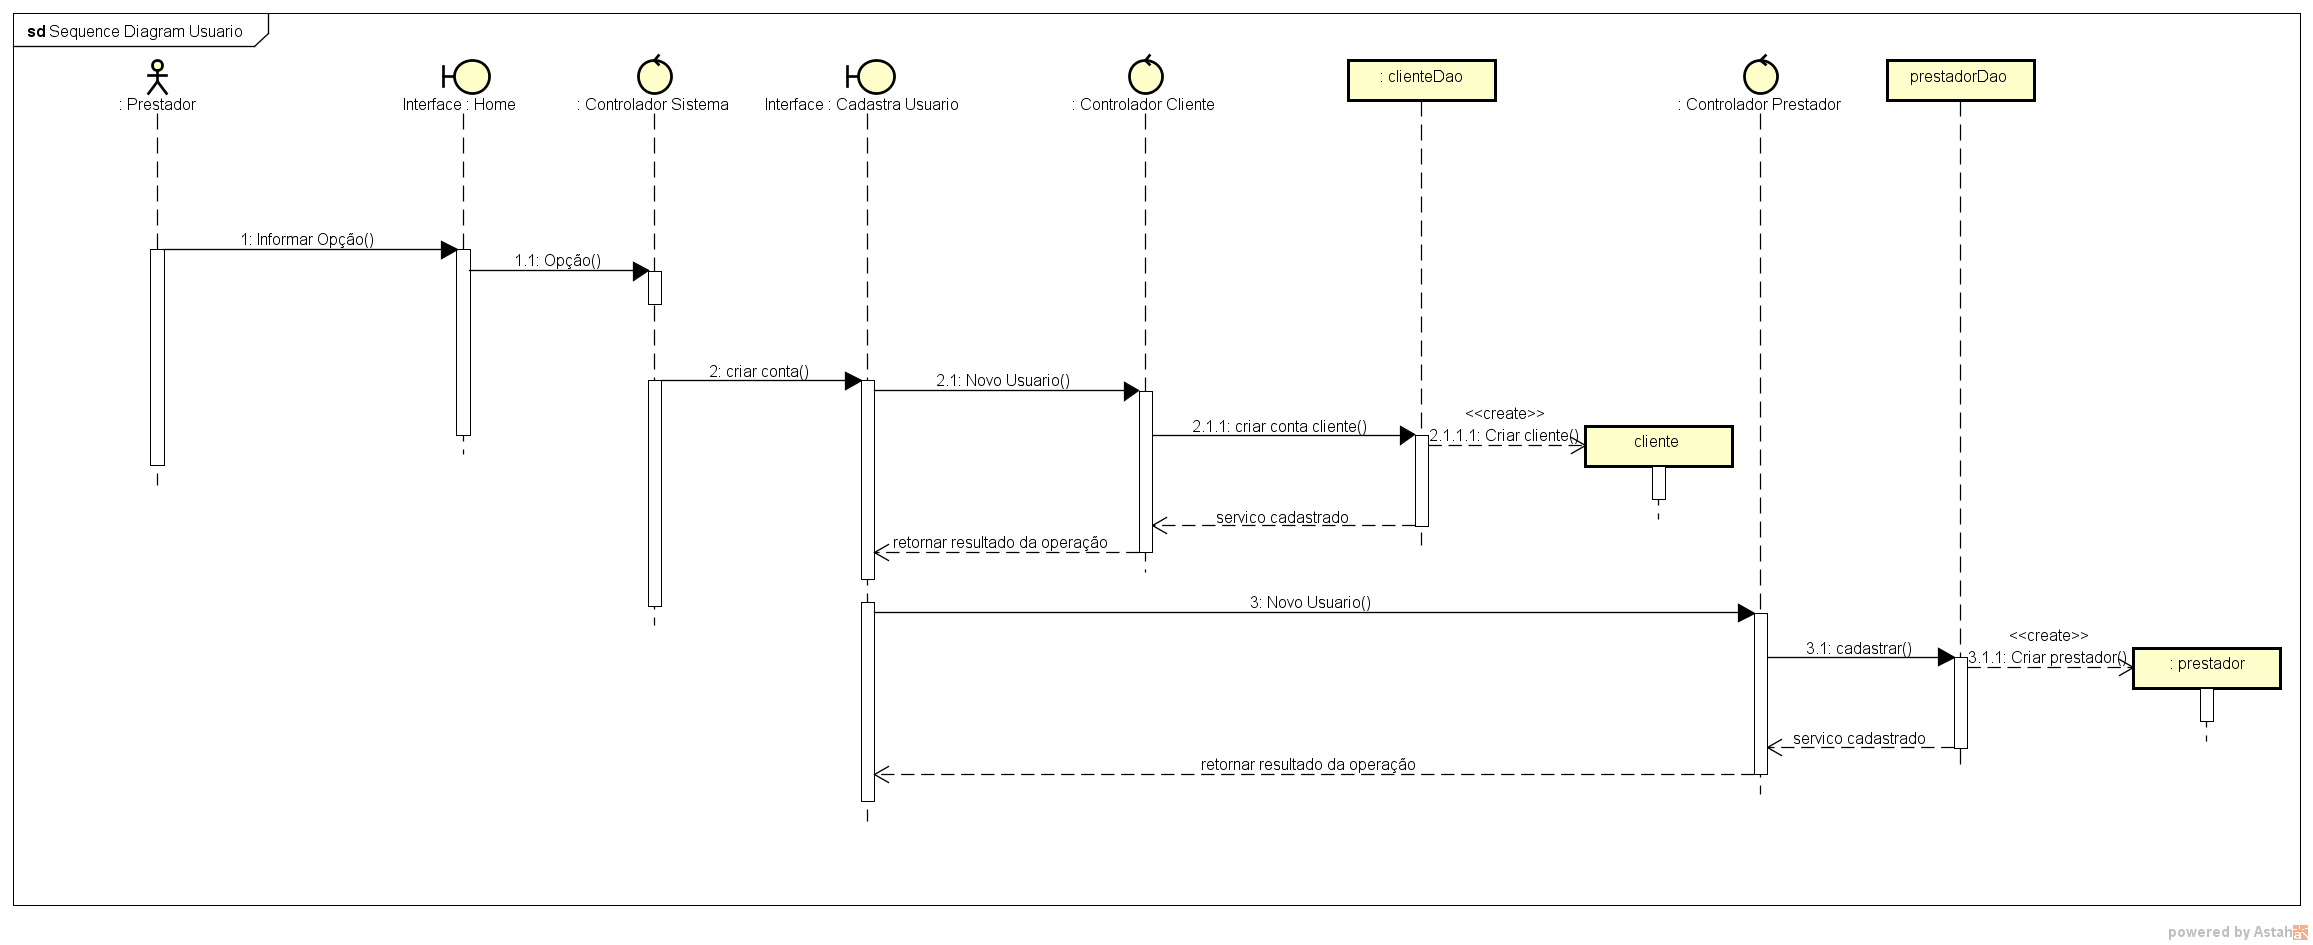 sd Sequence Diagram Usuario
: Prestador
Interface : Home
: Controlador Sistema
Interface : Cadastra Usuario
: Controlador Cliente
: clienteDao
: Controlador Prestador
prestadorDao
1: Informar Opção()
1.1: Opção()
2: criar conta()
2.1: Novo Usuario()
2.1.1: criar conta cliente()
<<create>>
2.1.1.1: Criar cliente()
cliente
servico cadastrado
retornar resultado da operação
3: Novo Usuario()
3.1: cadastrar()
<<create>>
3.1.1: Criar prestador()
: prestador
servico cadastrado
retornar resultado da operação
powered by Astah